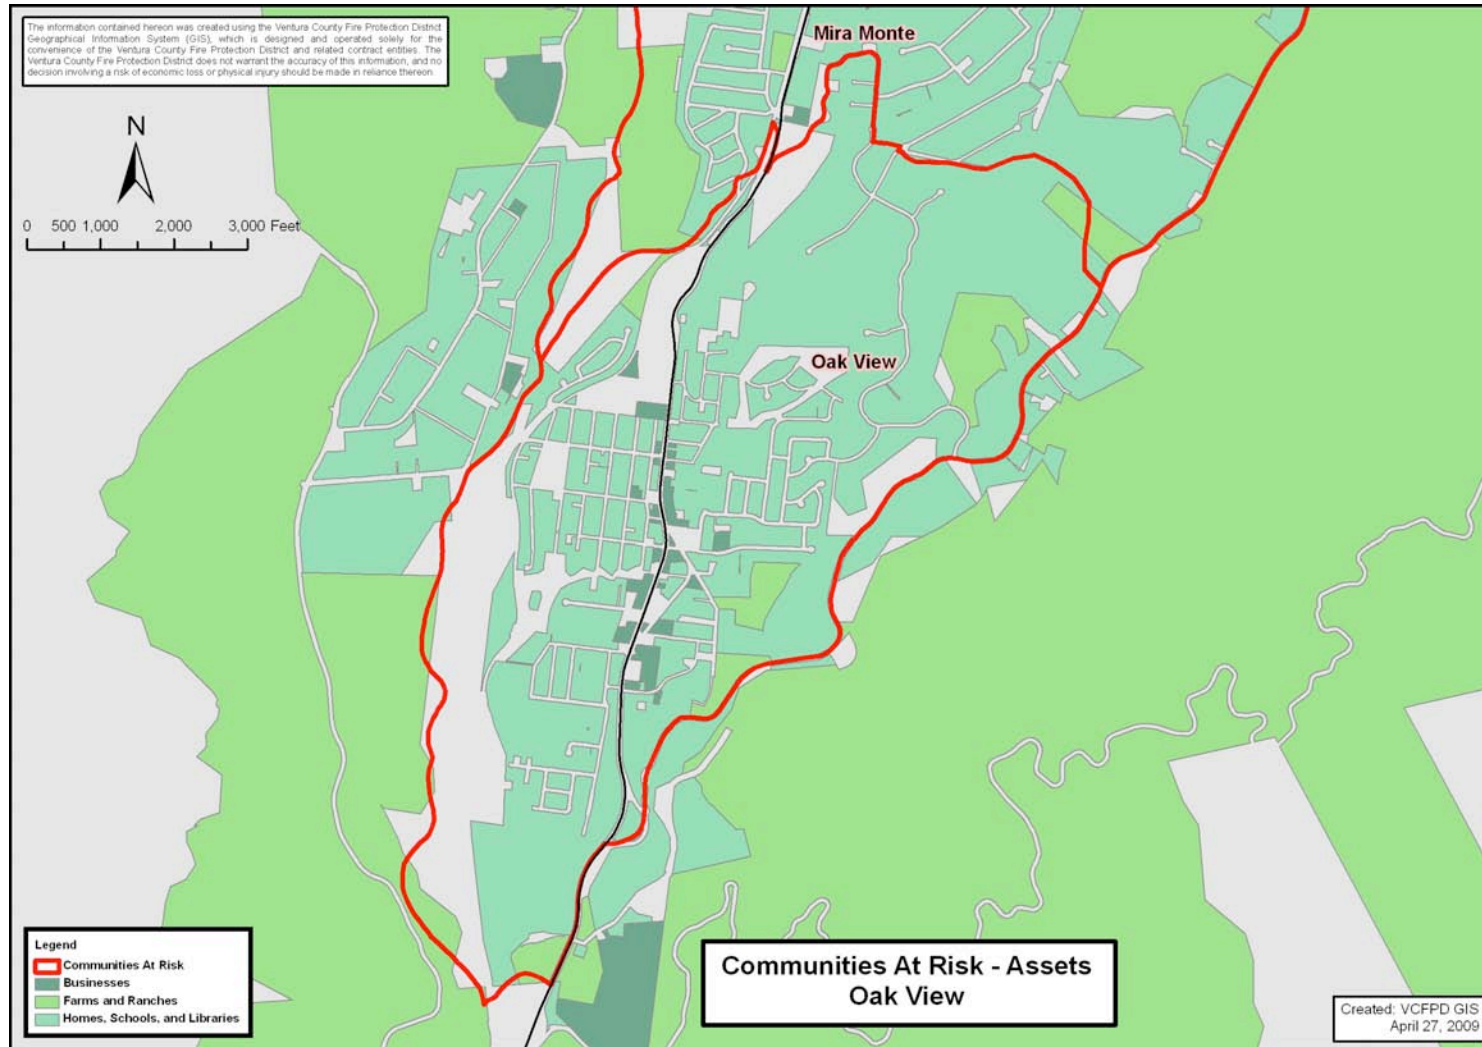 The information contained hereon was created using the Ventura County Fire Protection District
Geographical Information System (GIS), which is designed and operated solely for the
convenience of the Ventura County Fire Protection District and related contract entities. The
Ventura County Fire Protection District does not warrant the accuracy of this information, and no
decision involving a risk of economic loss or physical injury should be made in reliance thereon.
Mira Monte
N
0 500 1,000 2,000 3,000 Feet
Oak View
Legend
Communities At Risk
Businesses
Farms and Ranches
Homes, Schools, and Libraries
Communities At Risk - Assets
Oak View
Created: VCFPD GIS
April 27, 2009